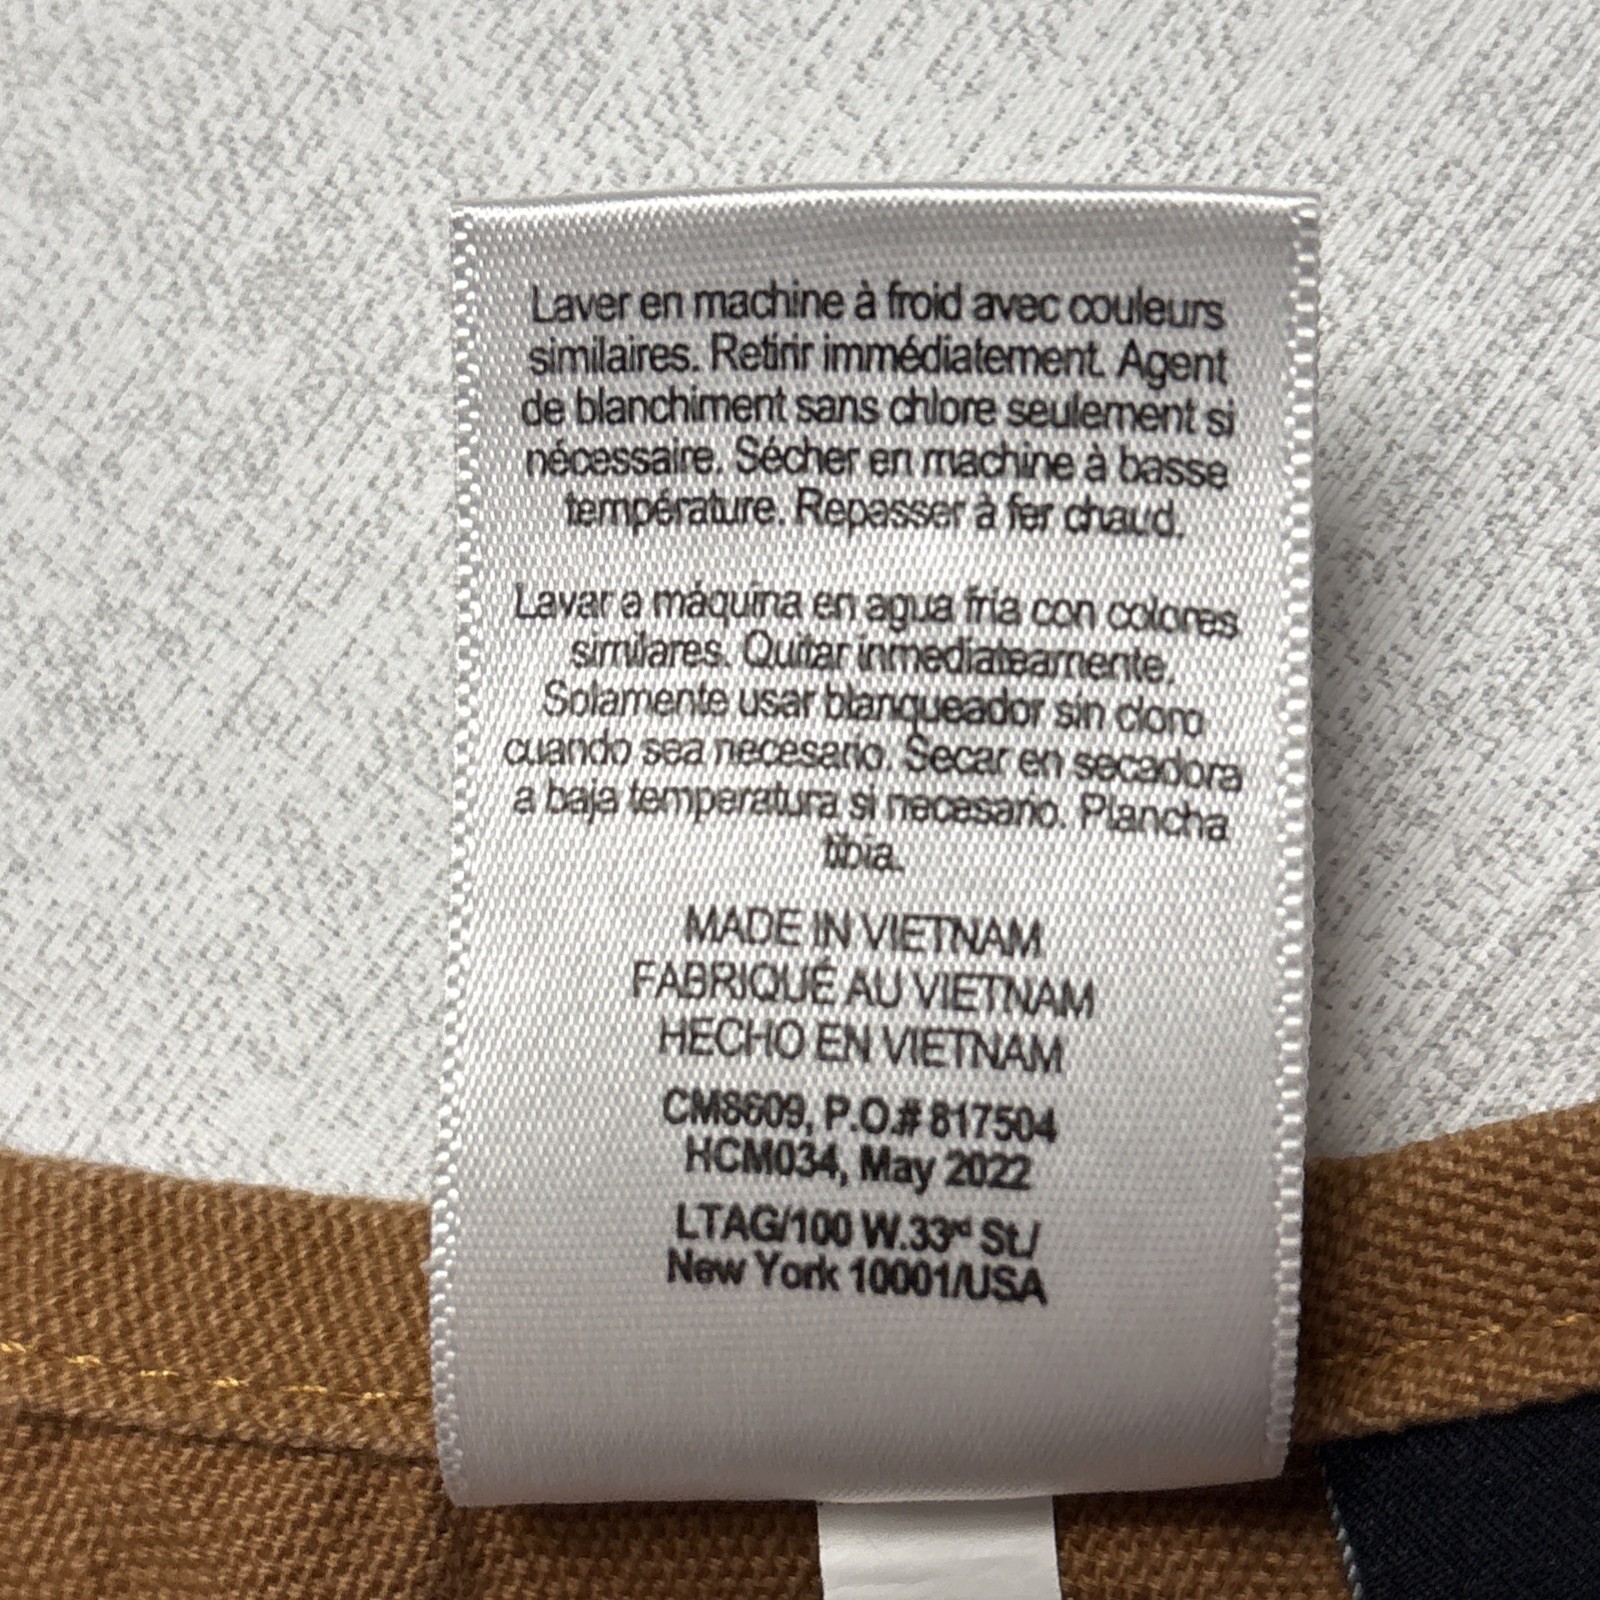 Laver en machine à froid avec couleurs
similaires. Retirir immédiatement. Agent
de blanchiment sans chlore seulement si
nécessaire. Sécher en machine à basse
température. Repasser à fer chaud.
Lavar a máquina en agua fría con colores
similares. Quitar inmediateamente.
Solamente usar blanqueador sin cloro
cuando sea necesario. Secar en secadora
a baja temperatura si necesario. Plancha
tibia.
MADE IN VIETNAM
FABRIQUÉ AU VIETNAM
HECHO EN VIETNAM
CM8609, P.O.# 817504
HCM034, May 2022
LTAG/100 W.33rd St./
New York 10001/USA